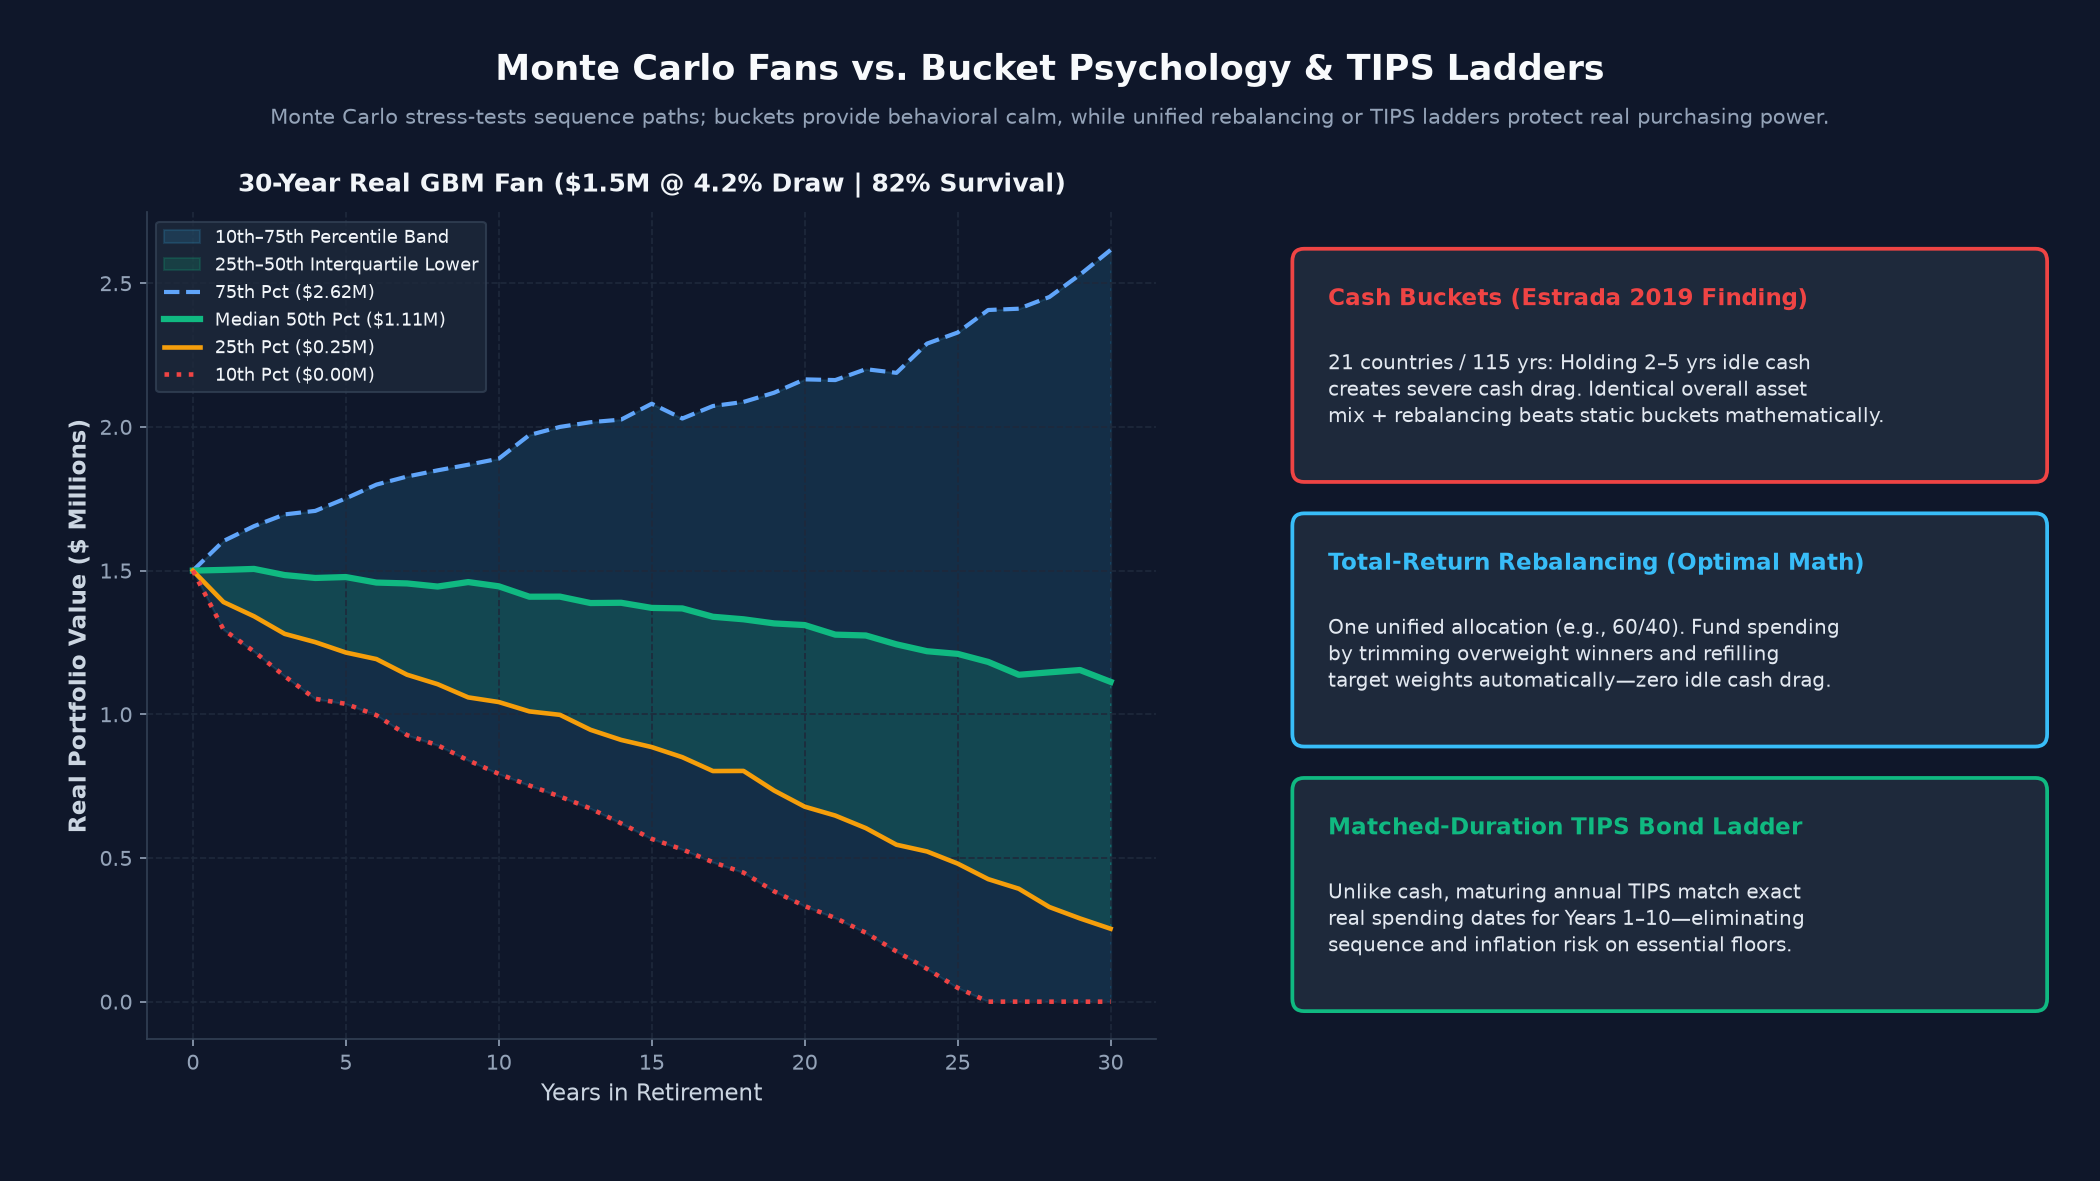 Monte Carlo Fans vs. Bucket Psychology & TIPS Ladders
Monte Carlo stress-tests sequence paths; buckets provide behavioral calm, while unified rebalancing or TIPS ladders protect real purchasing power.
30-Year Real GBM Fan ($1.5M @ 4.2% Draw | 82% Survival)
10th–75th Percentile Band
25th–50th Interquartile Lower
75th Pct ($2.62M)
Median 50th Pct ($1.11M)
25th Pct ($0.25M)
10th Pct ($0.00M)
Real Portfolio Value ($ Millions)
2.5
2.0
1.5
1.0
0.5
0.0
0
5
10
15
20
25
30
Years in Retirement
Cash Buckets (Estrada 2019 Finding)
21 countries / 115 yrs: Holding 2–5 yrs idle cash
creates severe cash drag. Identical overall asset
mix + rebalancing beats static buckets mathematically.
Total-Return Rebalancing (Optimal Math)
One unified allocation (e.g., 60/40). Fund spending
by trimming overweight winners and refilling
target weights automatically—zero idle cash drag.
Matched-Duration TIPS Bond Ladder
Unlike cash, maturing annual TIPS match exact
real spending dates for Years 1–10—eliminating
sequence and inflation risk on essential floors.